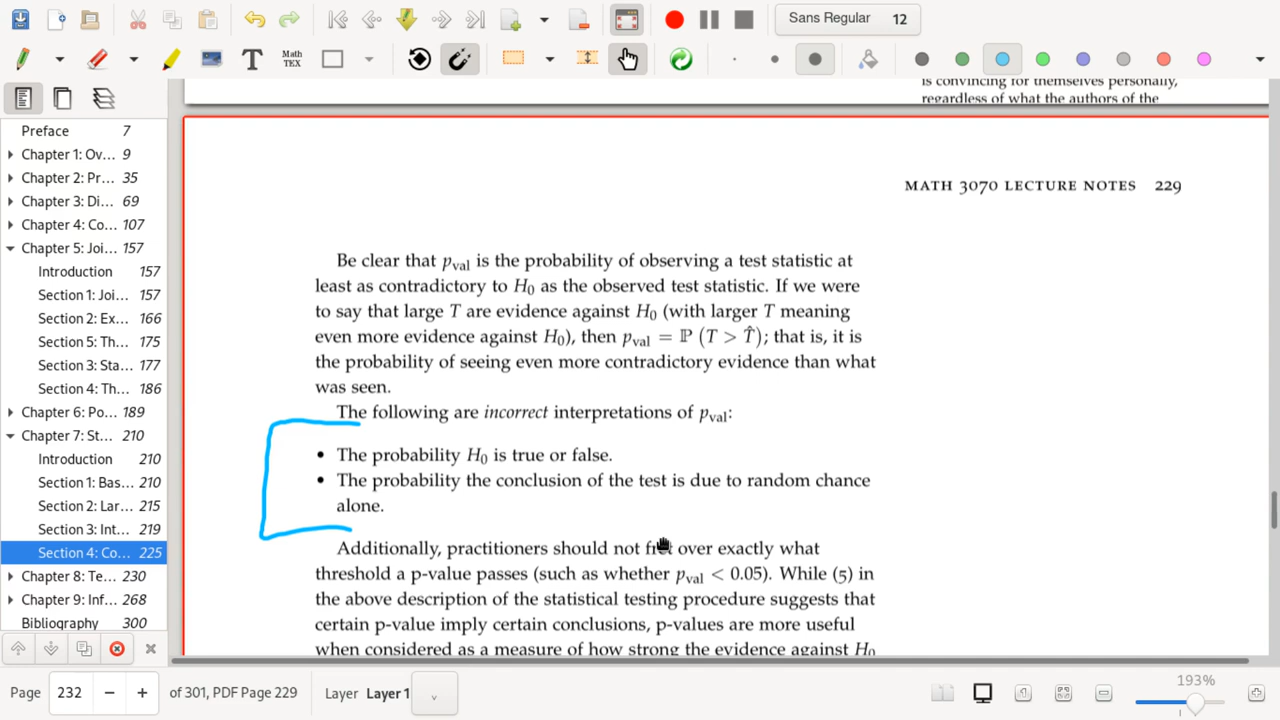 Sans Regular 12
T Math TEX
Preface 7
Chapter 1: Ov... 9
Chapter 2: Pr... 35
Chapter 3: Di... 69
Chapter 4: Co... 107
Chapter 5: Joi... 157
Introduction 157
Section 1: Joi... 157
Section 2: Ex... 166
Section 5: Th... 175
Section 3: Sta... 177
Section 4: Th... 186
Chapter 6: Po... 189
Chapter 7: St... 210
Introduction 210
Section 1: Bas... 210
Section 2: Lar... 215
Section 3: Int... 219
Section 4: Co... 225
Chapter 8: Te... 230
Chapter 9: Inf... 268
Bibliography 300
is convincing for themselves personally,
regardless of what the authors of the
MATH 3070 LECTURE NOTES 229
Be clear that p_val is the probability of observing a test statistic at
least as contradictory to H₀ as the observed test statistic. If we were
to say that large T are evidence against H₀ (with larger T meaning
even more evidence against H₀), then p_val = ℙ (T > T̂); that is, it is
the probability of seeing even more contradictory evidence than what
was seen.
The following are incorrect interpretations of p_val:
• The probability H₀ is true or false.
• The probability the conclusion of the test is due to random chance
alone.
Additionally, practitioners should not fret over exactly what
threshold a p-value passes (such as whether p_val < 0.05). While (5) in
the above description of the statistical testing procedure suggests that
certain p-value imply certain conclusions, p-values are more useful
when considered as a measure of how strong the evidence against H₀
Page 232 of 301, PDF Page 229 Layer Layer 1
193%